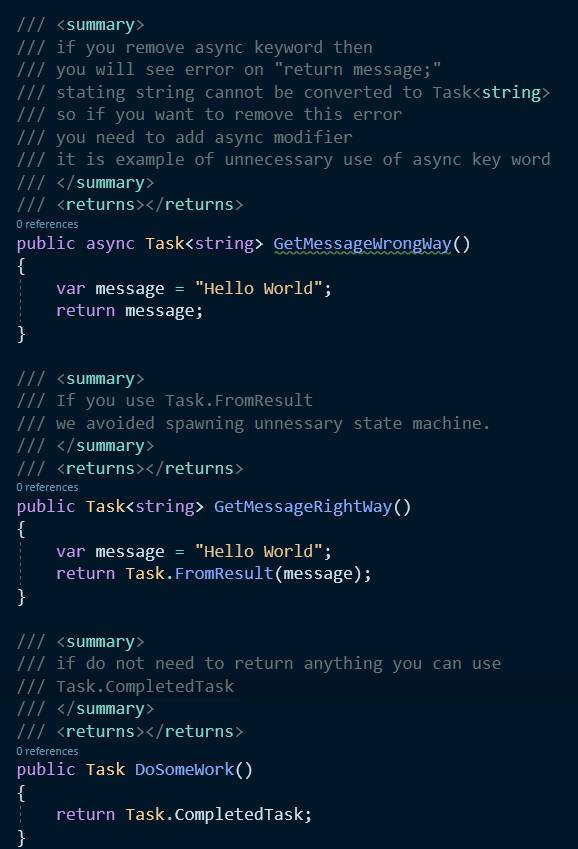 /// <summary>
/// if you remove async keyword then
/// you will see error on "return message;"
/// stating string cannot be converted to Task<string>
/// so if you want to remove this error
/// you need to add async modifier
/// it is example of unnecessary use of async key word
/// </summary>
/// <returns></returns>
0 references
public async Task<string> GetMessageWrongWay()
{
    var message = "Hello World";
    return message;
}
/// <summary>
/// If you use Task.FromResult
/// we avoided spawning unnessary state machine.
/// </summary>
/// <returns></returns>
0 references
public Task<string> GetMessageRightWay()
{
    var message = "Hello World";
    return Task.FromResult(message);
}
/// <summary>
/// if do not need to return anything you can use
/// Task.CompletedTask
/// </summary>
/// <returns></returns>
0 references
public Task DoSomeWork()
{
    return Task.CompletedTask;
}